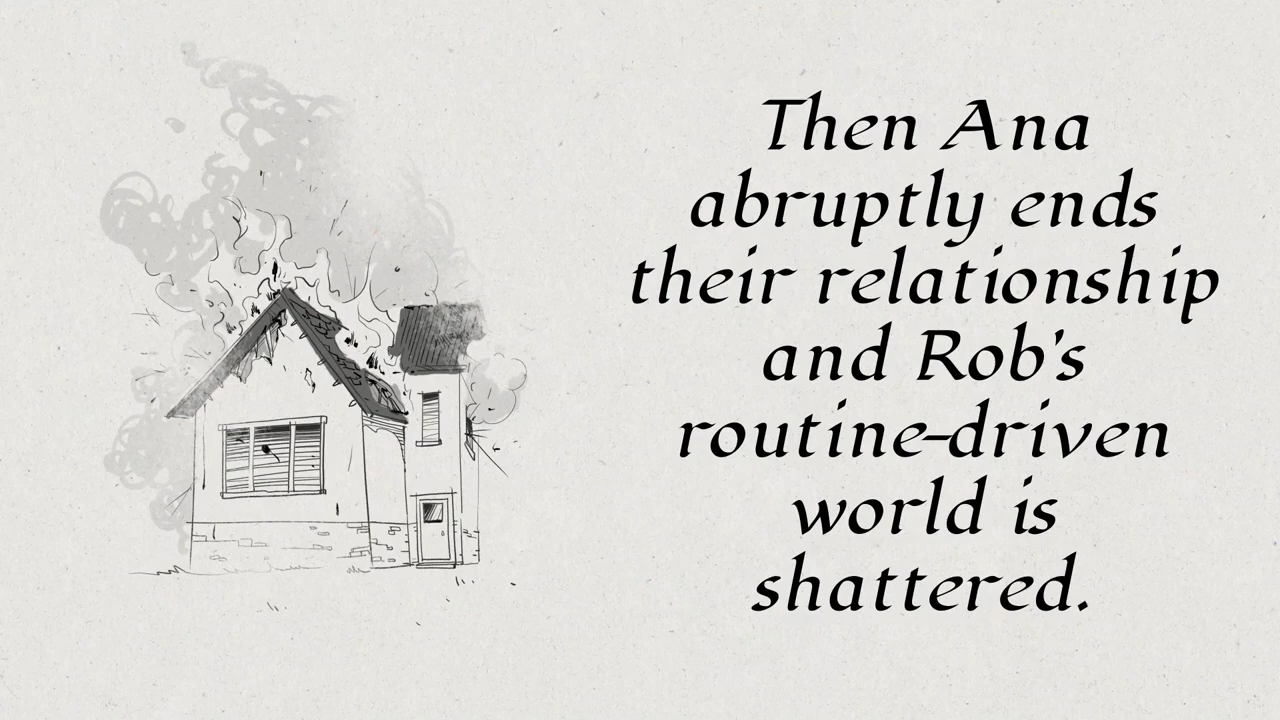 Then Ana
abruptly ends
their relationship
and Rob's
routine-driven
world is
shattered.